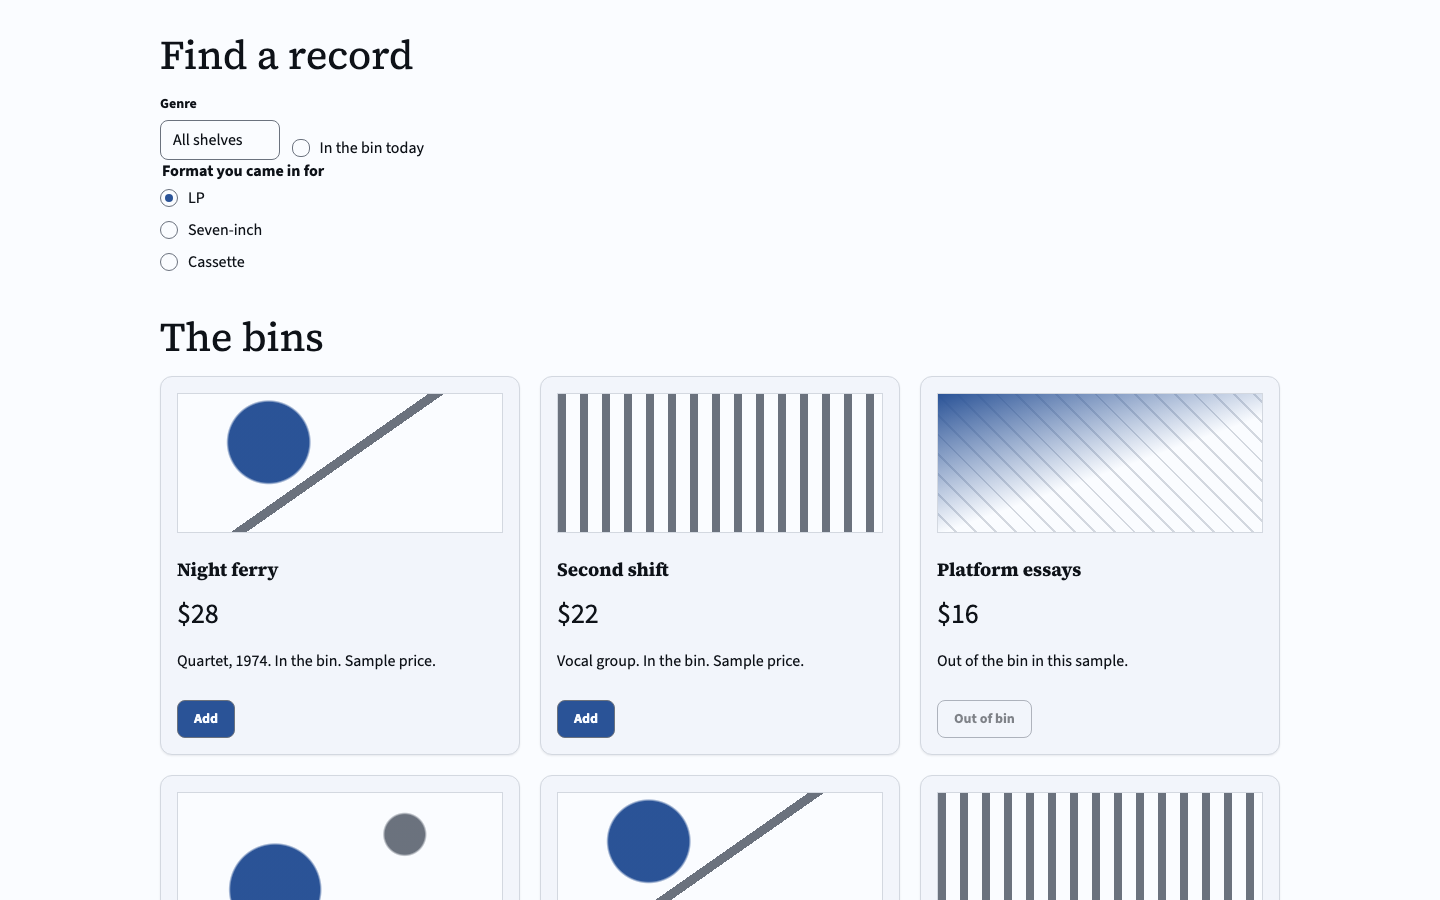 Find a record
Genre
All shelves
In the bin today
Format you came in for
LP
Seven-inch
Cassette
The bins
Night ferry
$28
Quartet, 1974. In the bin. Sample price.
Add
Second shift
$22
Vocal group. In the bin. Sample price.
Add
Platform essays
$16
Out of the bin in this sample.
Out of bin